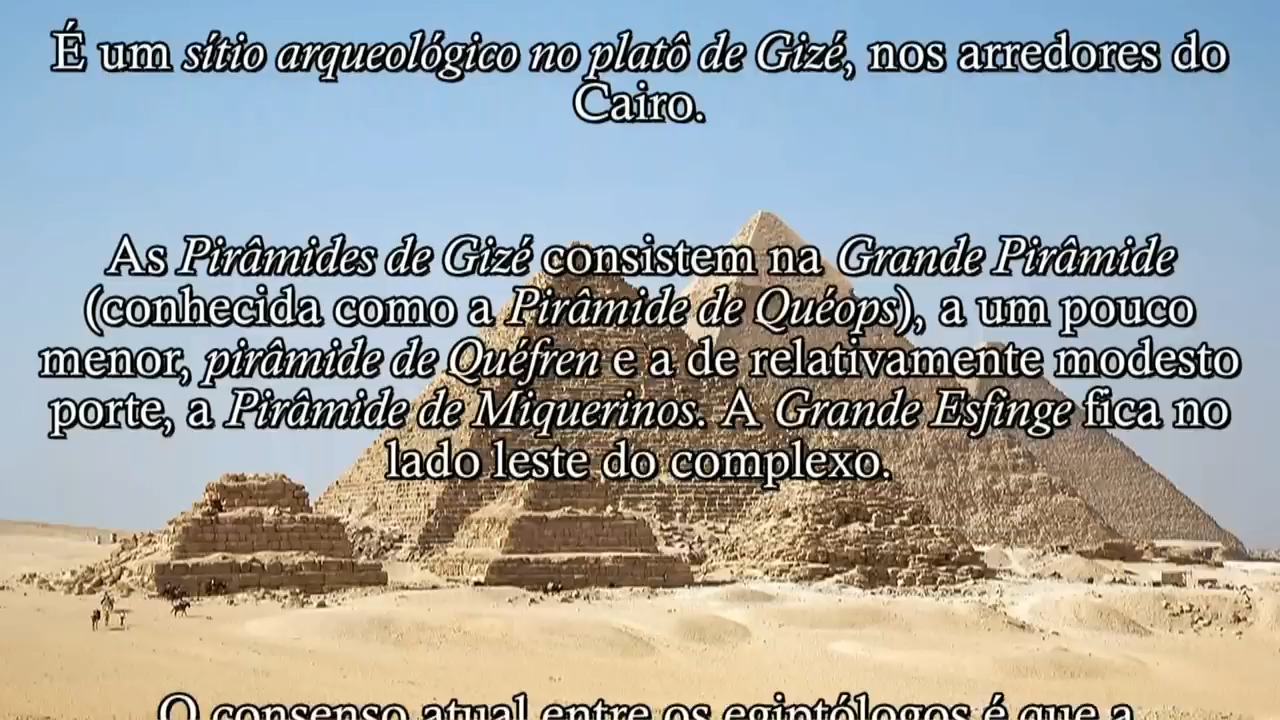 É um sítio arqueológico no platô de Gizé, nos arredores do
Cairo.
As Pirâmides de Gizé consistem na Grande Pirâmide
(conhecida como a Pirâmide de Quéops), a um pouco
menor, pirâmide de Quéfren e a de relativamente modesto
porte, a Pirâmide de Miquerinos. A Grande Esfinge fica no
lado leste do complexo.
O consenso atual entre os egiptólogos é que a